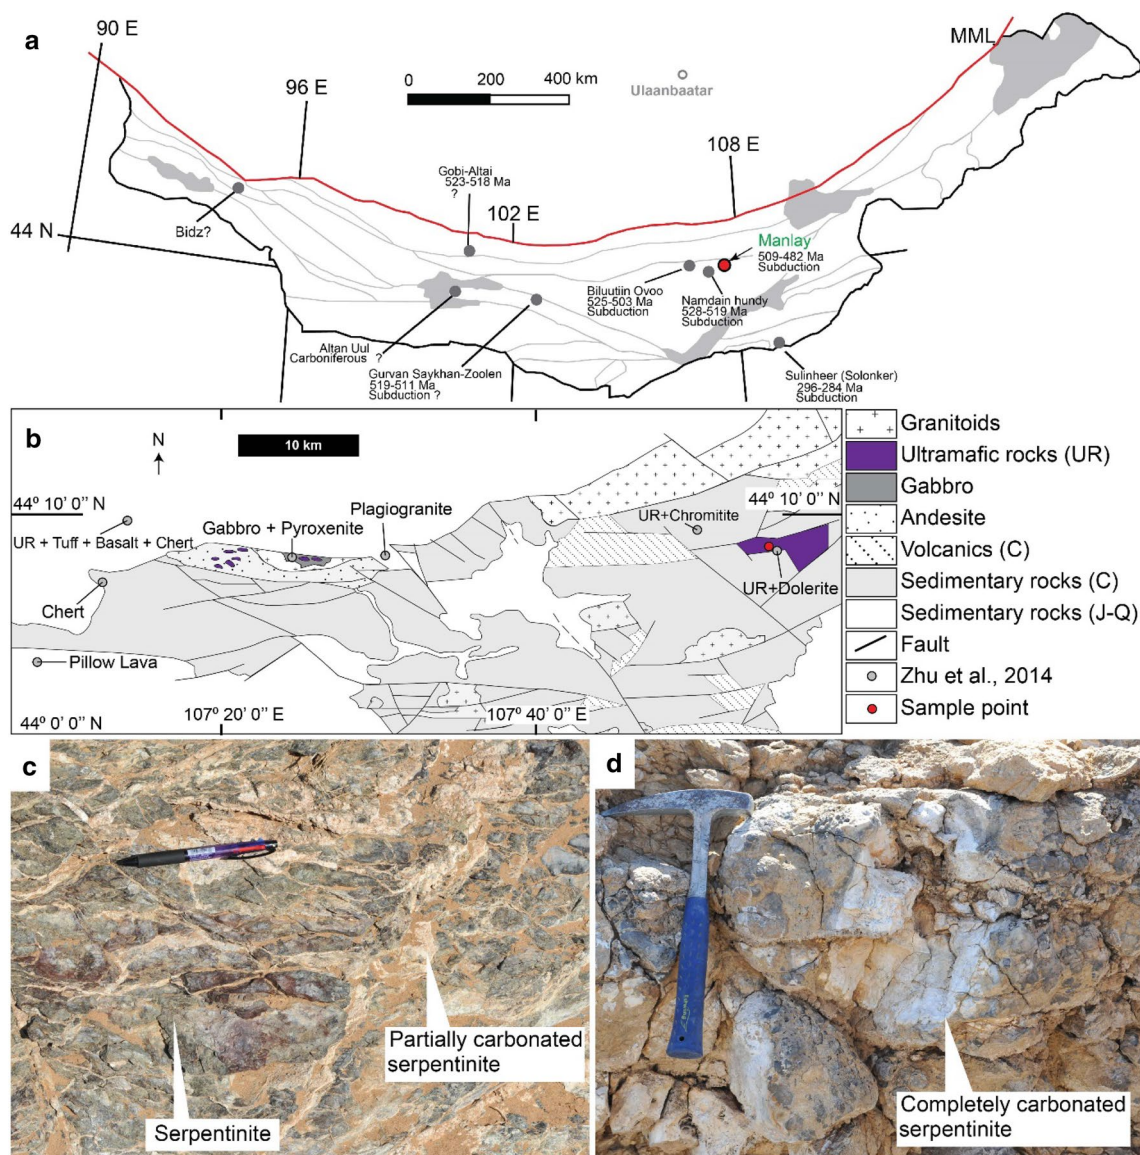 a
90 E
96 E
0 200 400 km
Ulaanbaatar
MML
108 E
Gobi-Altai
523-518 Ma
?
102 E
44 N
Bidz?
Manlay
509-482 Ma
Subduction
Biluutiin Ovoo
525-503 Ma
Subduction
Namdain hundy
528-519 Ma
Subduction
Altan Uul
Carboniferous ?
Gurvan Saykhan-Zoolen
519-511 Ma
Subduction ?
Sulinheer (Solonker)
296-284 Ma
Subduction
b
N
10 km
44º 10’ 0’’ N
UR + Tuff + Basalt + Chert
Gabbro + Pyroxenite
Plagiogranite
UR+Chromitite
44º 10’ 0’’ N
UR+Dolerite
Chert
Pillow Lava
44º 0’ 0’’ N
107º 20’ 0’’ E
107º 40’ 0’’ E
Granitoids
Ultramafic rocks (UR)
Gabbro
Andesite
Volcanics (C)
Sedimentary rocks (C)
Sedimentary rocks (J-Q)
Fault
Zhu et al., 2014
Sample point
c
Partially carbonated
serpentinite
Serpentinite
d
Completely carbonated
serpentinite